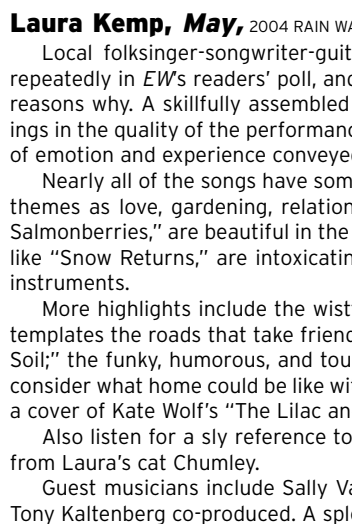 Laura Kemp, May, 2004 RAIN
Local folksinger-songwriter-guit
repeatedly in EW's readers' poll, and
reasons why. A skillfully assembled
ings in the quality of the performanc
of emotion and experience conveyed
Nearly all of the songs have som
themes as love, gardening, relation
Salmonberries," are beautiful in the
like "Snow Returns," are intoxicatin
instruments.
More highlights include the wist
templates the roads that take friend
Soil;" the funky, humorous, and tou
consider what home could be like wi
a cover of Kate Wolf's "The Lilac an
Also listen for a sly reference to
from Laura's cat Chumley.
Guest musicians include Sally Va
Tony Kaltenberg co-produced. A sple